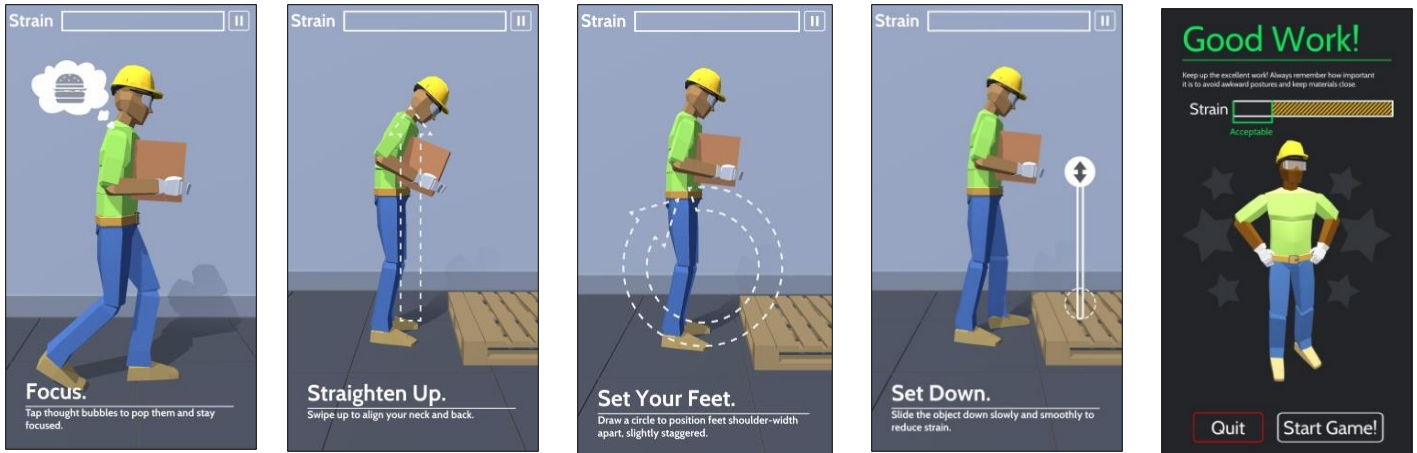 Strain
Focus.
Tap thought bubbles to pop them and stay
focused.
Strain
Straighten Up.
Swipe up to align your neck and back.
Strain
Set Your Feet.
Draw a circle to position feet shoulder-width
apart, slightly staggered.
Strain
Set Down.
Slide the object down slowly and smoothly to
reduce strain.
Good Work!
Keep up the excellent work! Always remember how important
it is to avoid awkward postures and keep materials close.
Strain
Acceptable
Quit
Start Game!